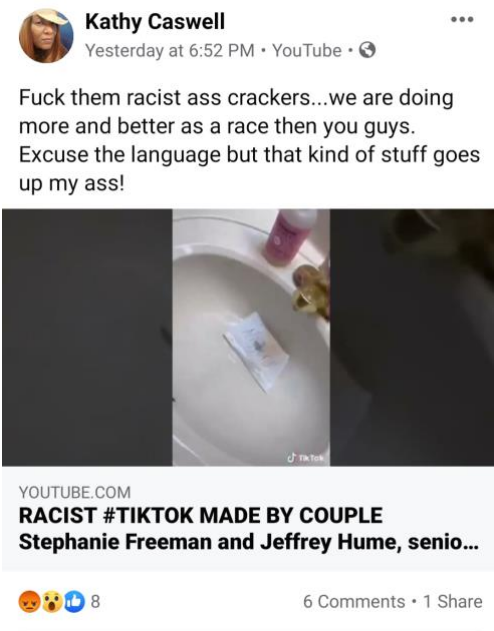 Kathy Caswell
Yesterday at 6:52 PM • YouTube •
Fuck them racist ass crackers...we are doing
more and better as a race then you guys.
Excuse the language but that kind of stuff goes
up my ass!
TikTok
YOUTUBE.COM
RACIST #TIKTOK MADE BY COUPLE
Stephanie Freeman and Jeffrey Hume, senio...
8
6 Comments • 1 Share